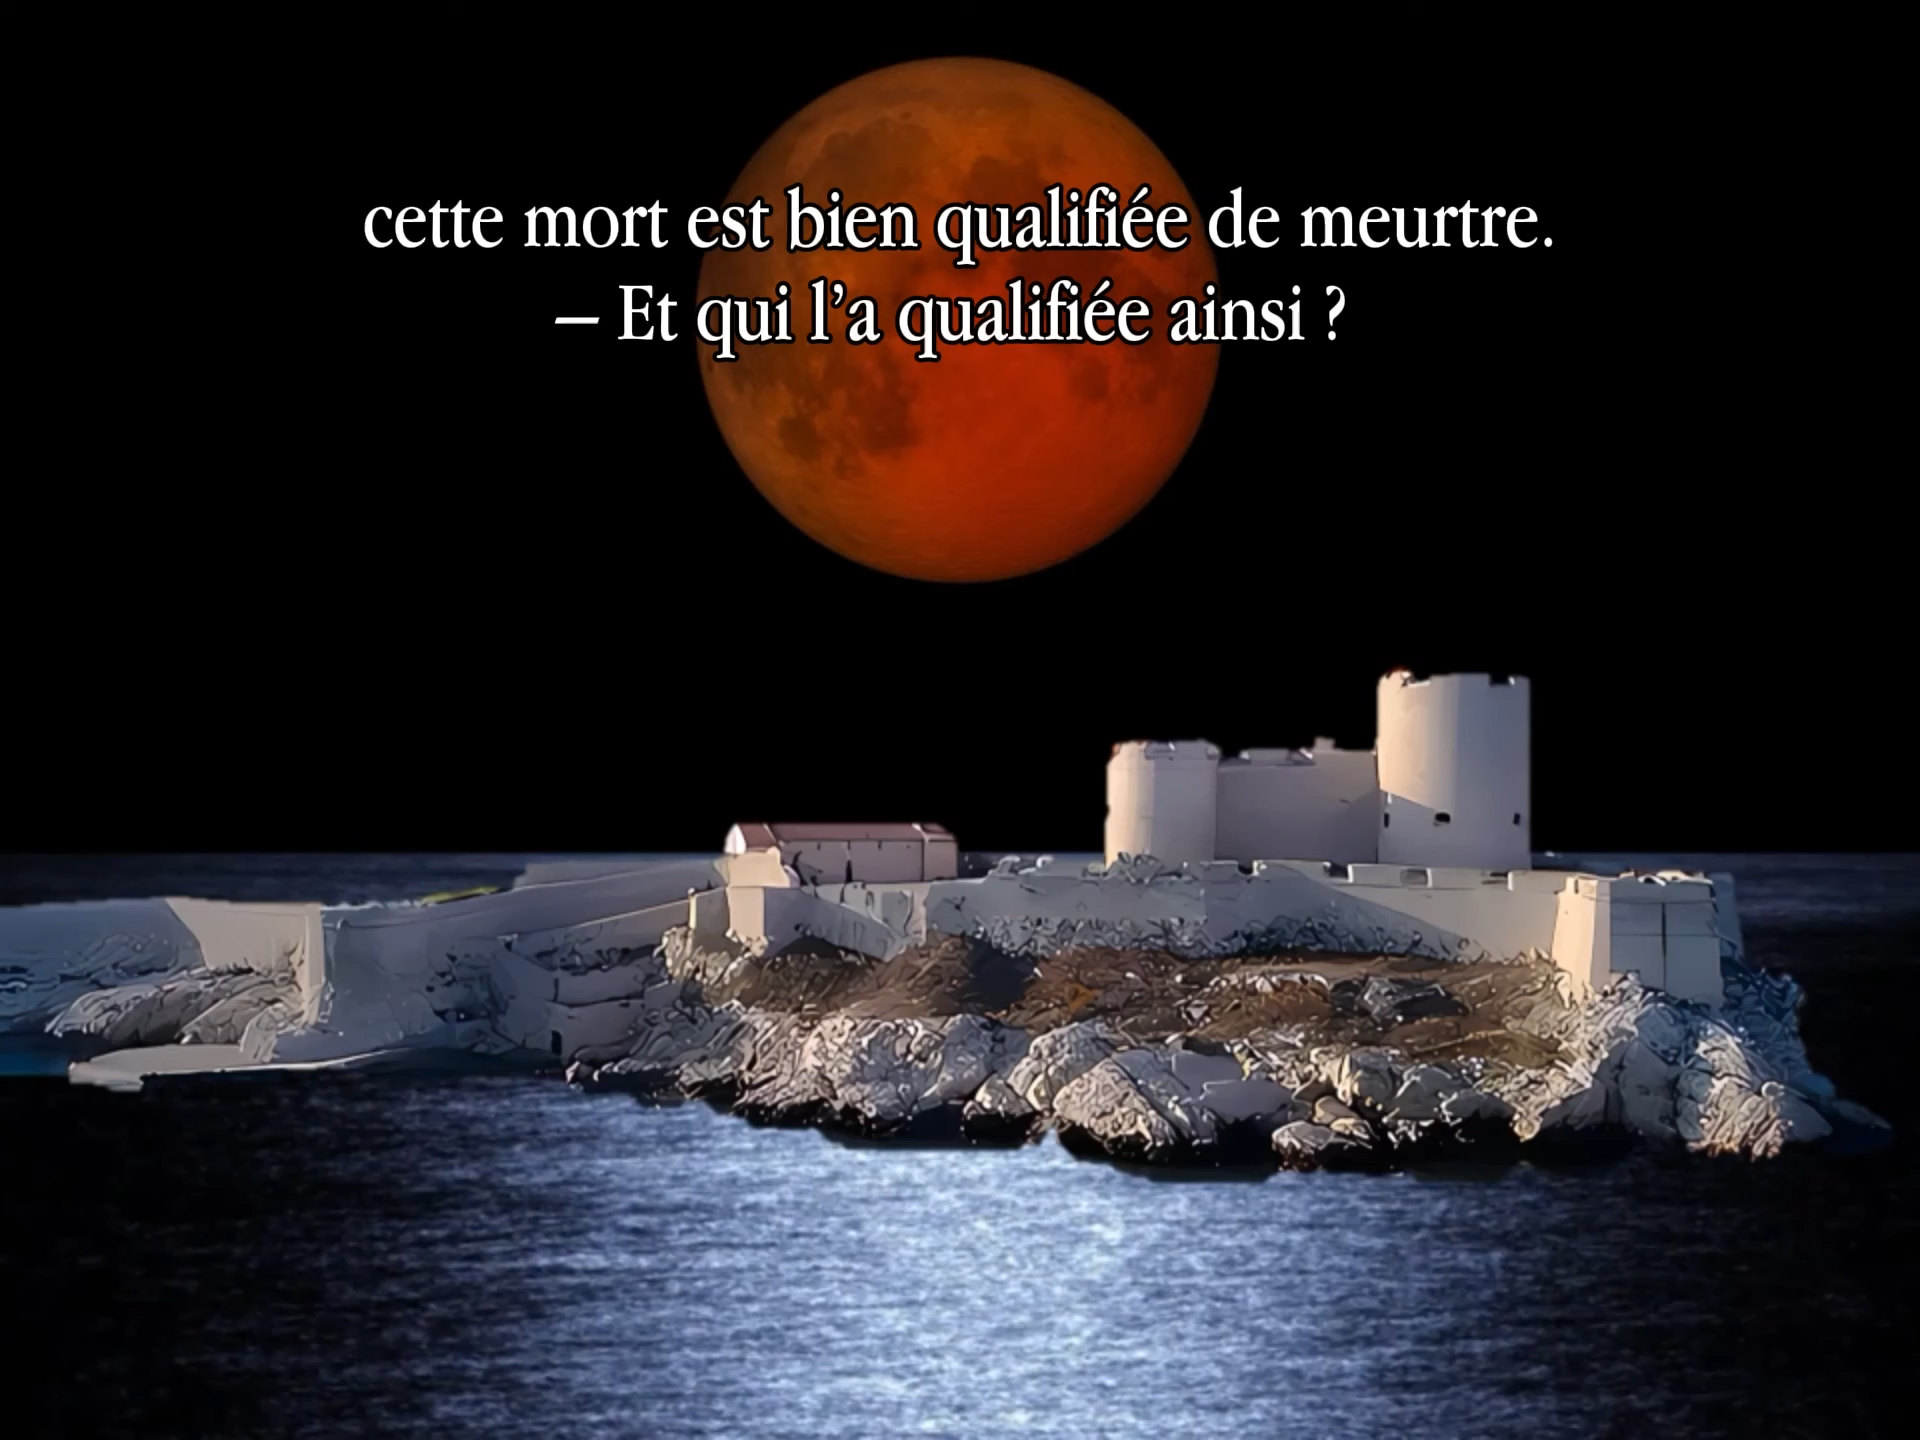 cette mort est bien qualifiée de meurtre.
– Et qui l’a qualifiée ainsi ?